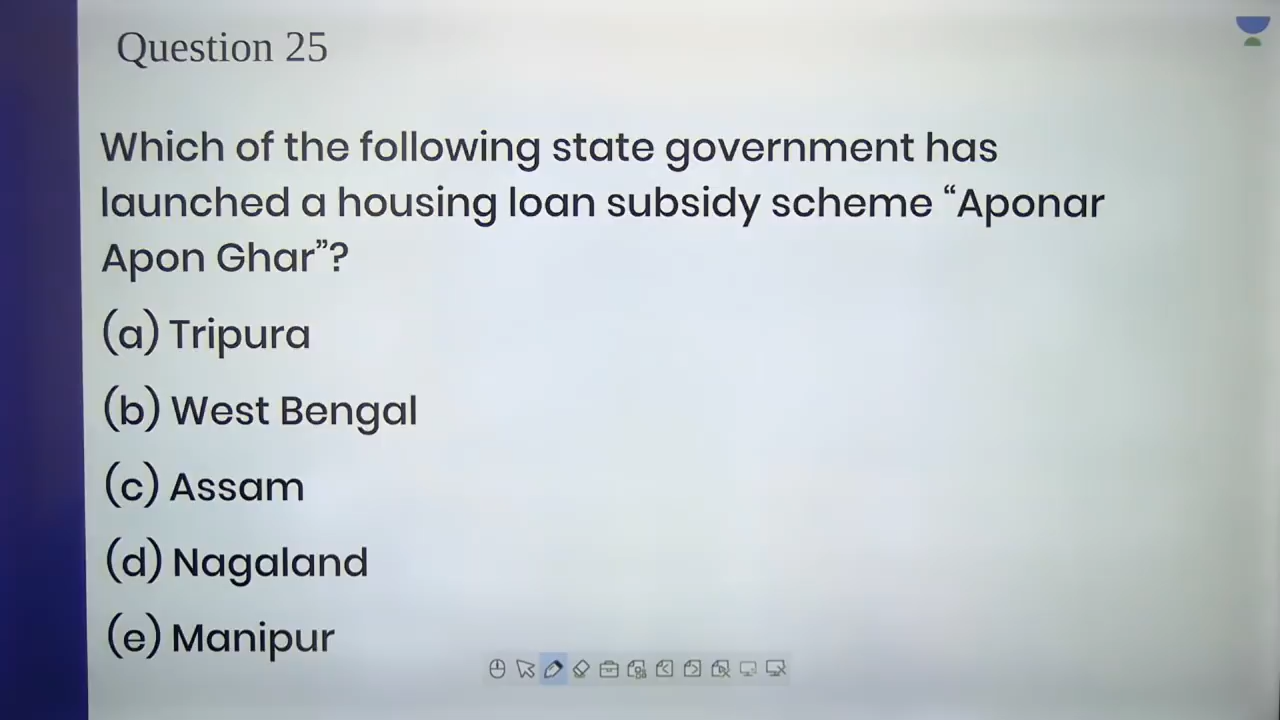 Question 25
Which of the following state government has
launched a housing loan subsidy scheme “Aponar
Apon Ghar”?
(a) Tripura
(b) West Bengal
(c) Assam
(d) Nagaland
(e) Manipur